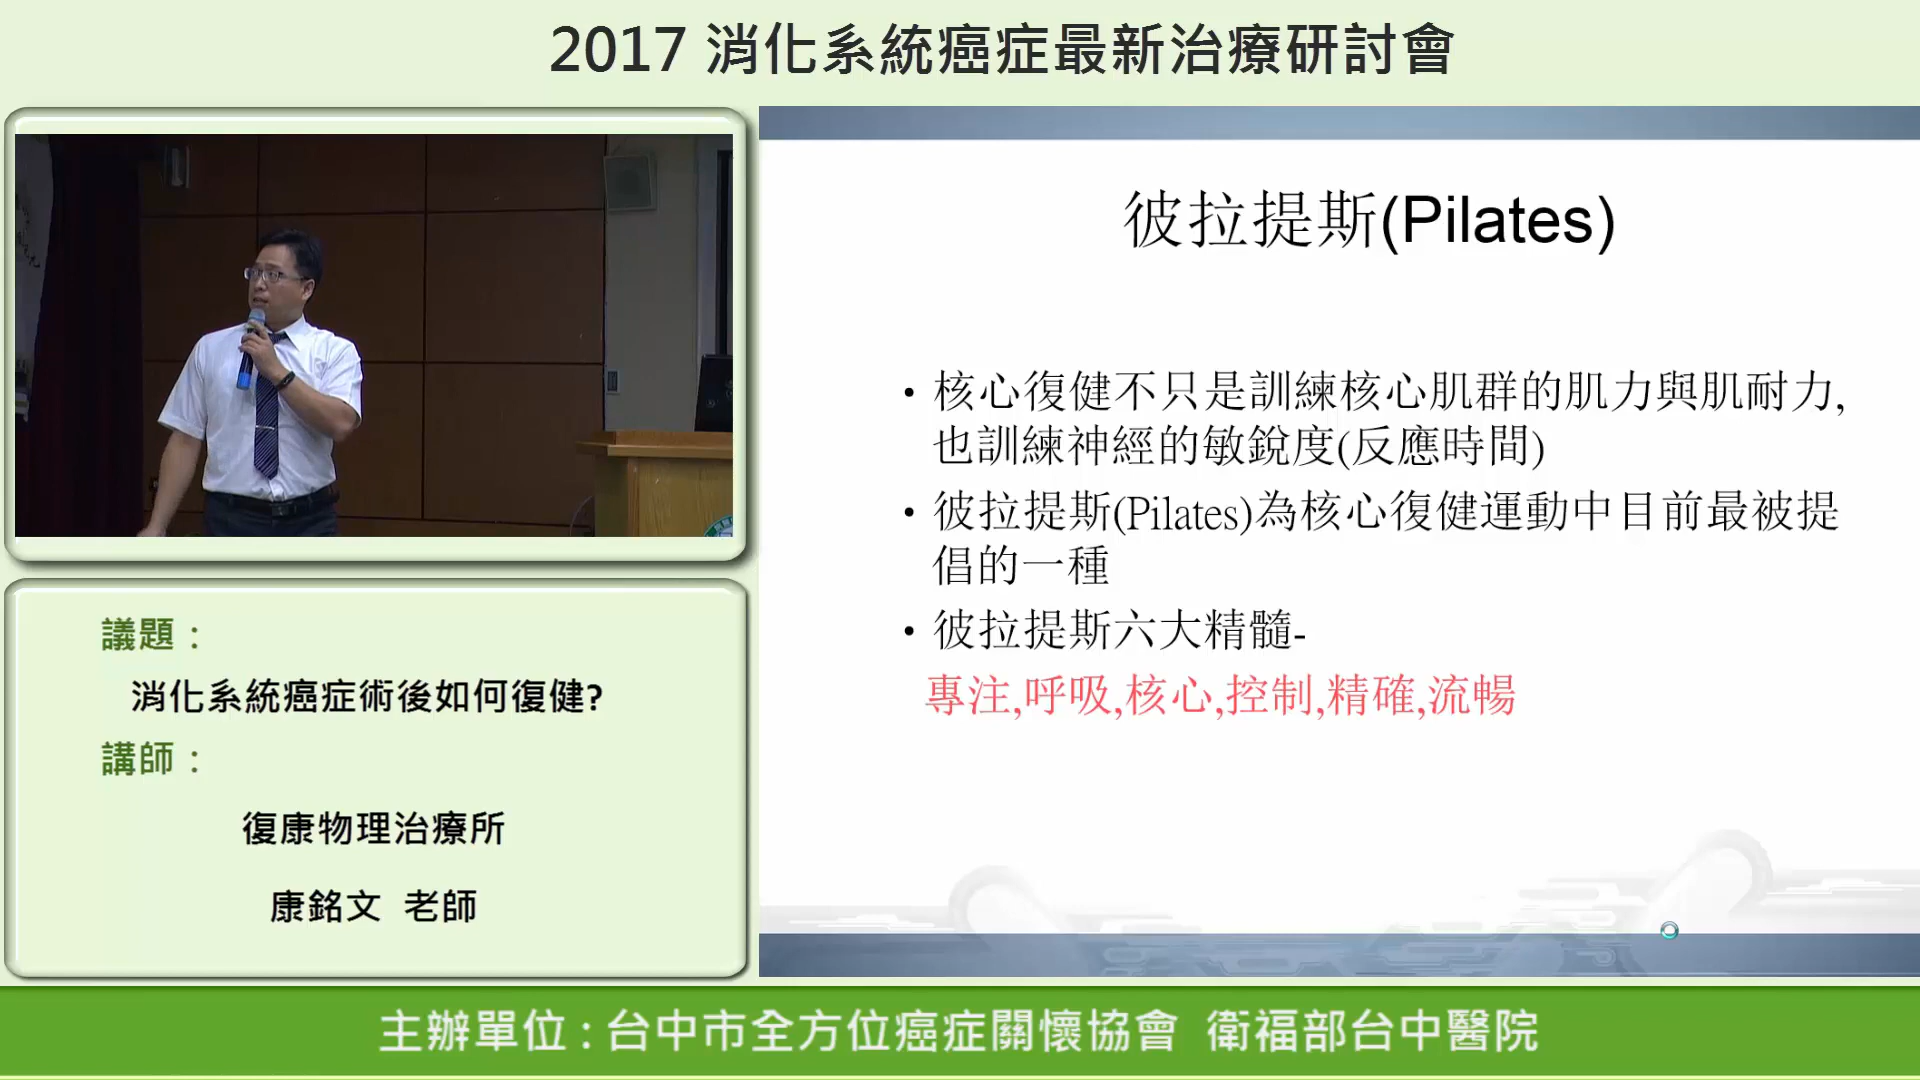 2017 消化系統癌症最新治療研討會
彼拉提斯(Pilates)
• 核心復健不只是訓練核心肌群的肌力與肌耐力,
也訓練神經的敏銳度(反應時間)
• 彼拉提斯(Pilates)為核心復健運動中目前最被提
倡的一種
• 彼拉提斯六大精髓-
專注,呼吸,核心,控制,精確,流暢
議題：
消化系統癌症術後如何復健?
講師：
復康物理治療所
康銘文 老師
主辦單位：台中市全方位癌症關懷協會 衛福部台中醫院